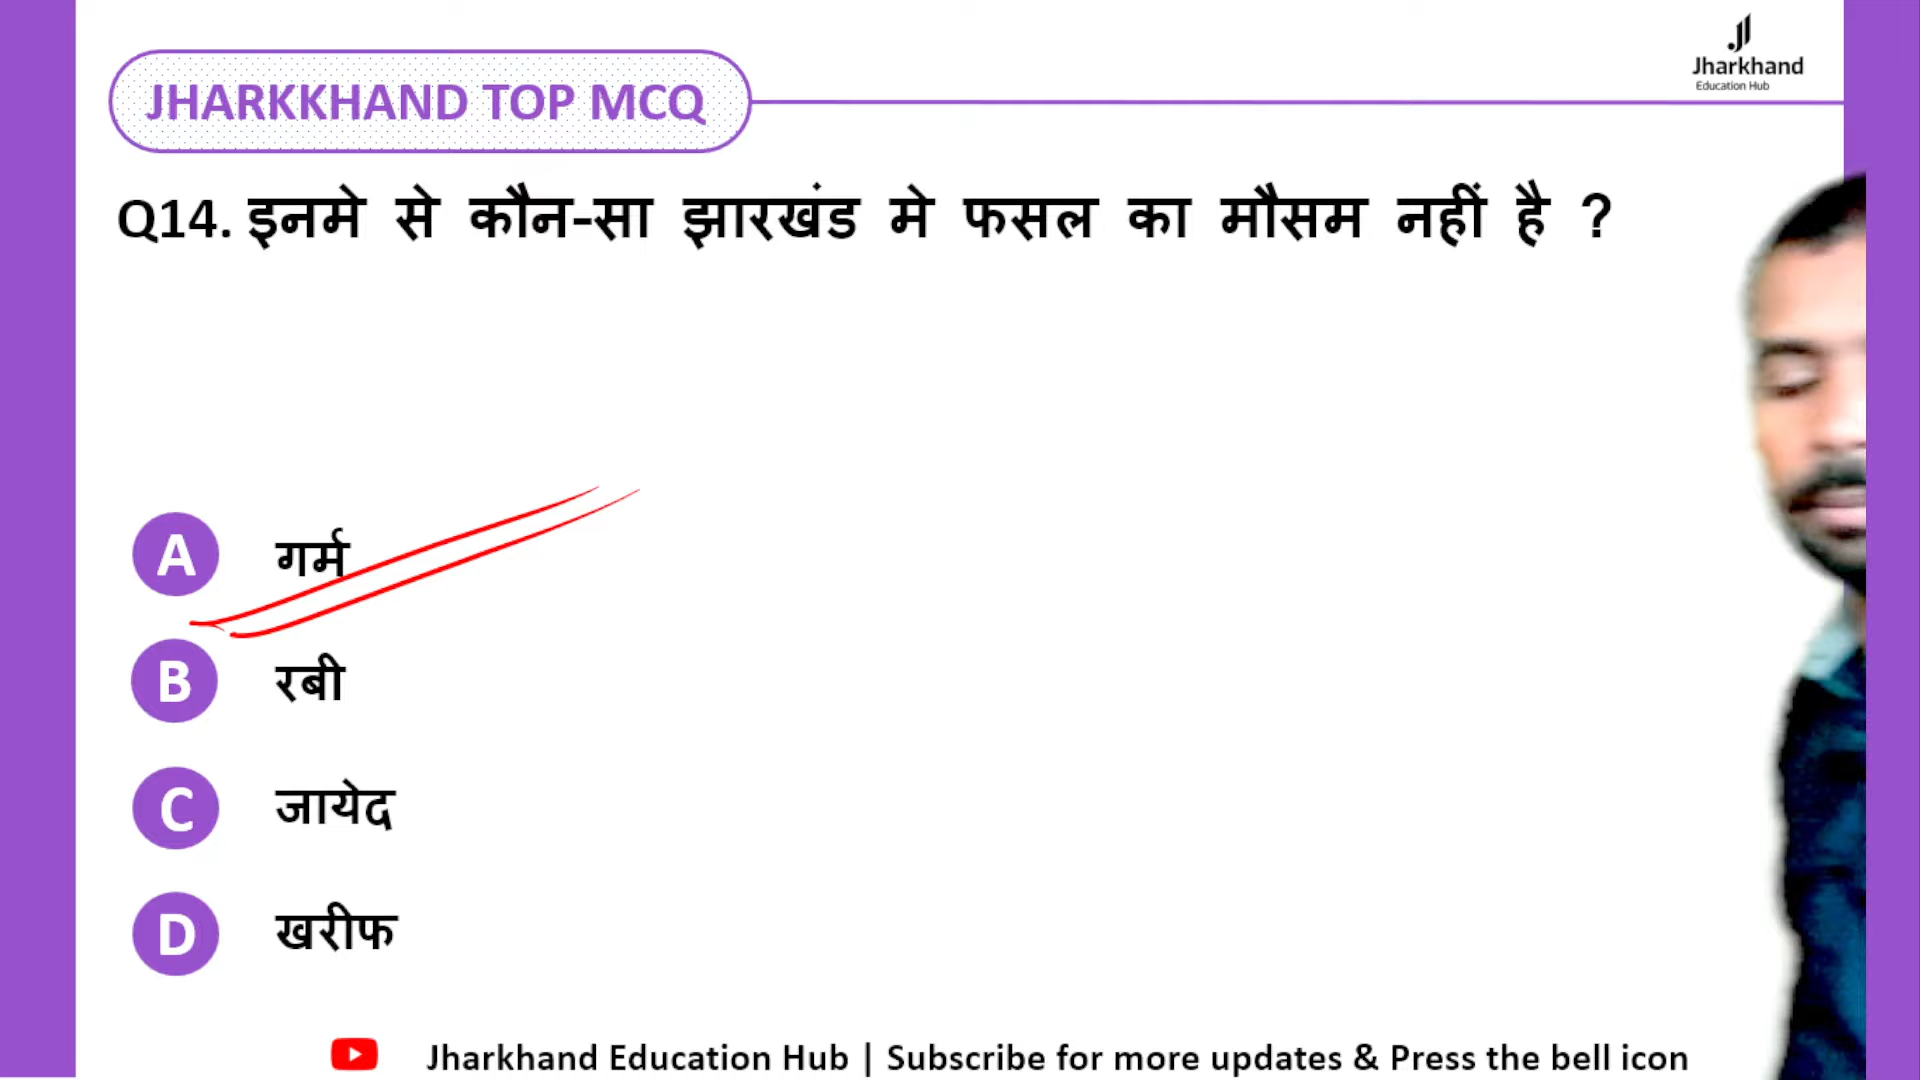 Jharkhand
Education Hub
JHARKKHAND TOP MCQ
Q14. इनमे से कौन-सा झारखंड मे फसल का मौसम नहीं है ?
A गर्म
B रबी
C जायेद
D खरीफ
Jharkhand Education Hub | Subscribe for more updates & Press the bell icon